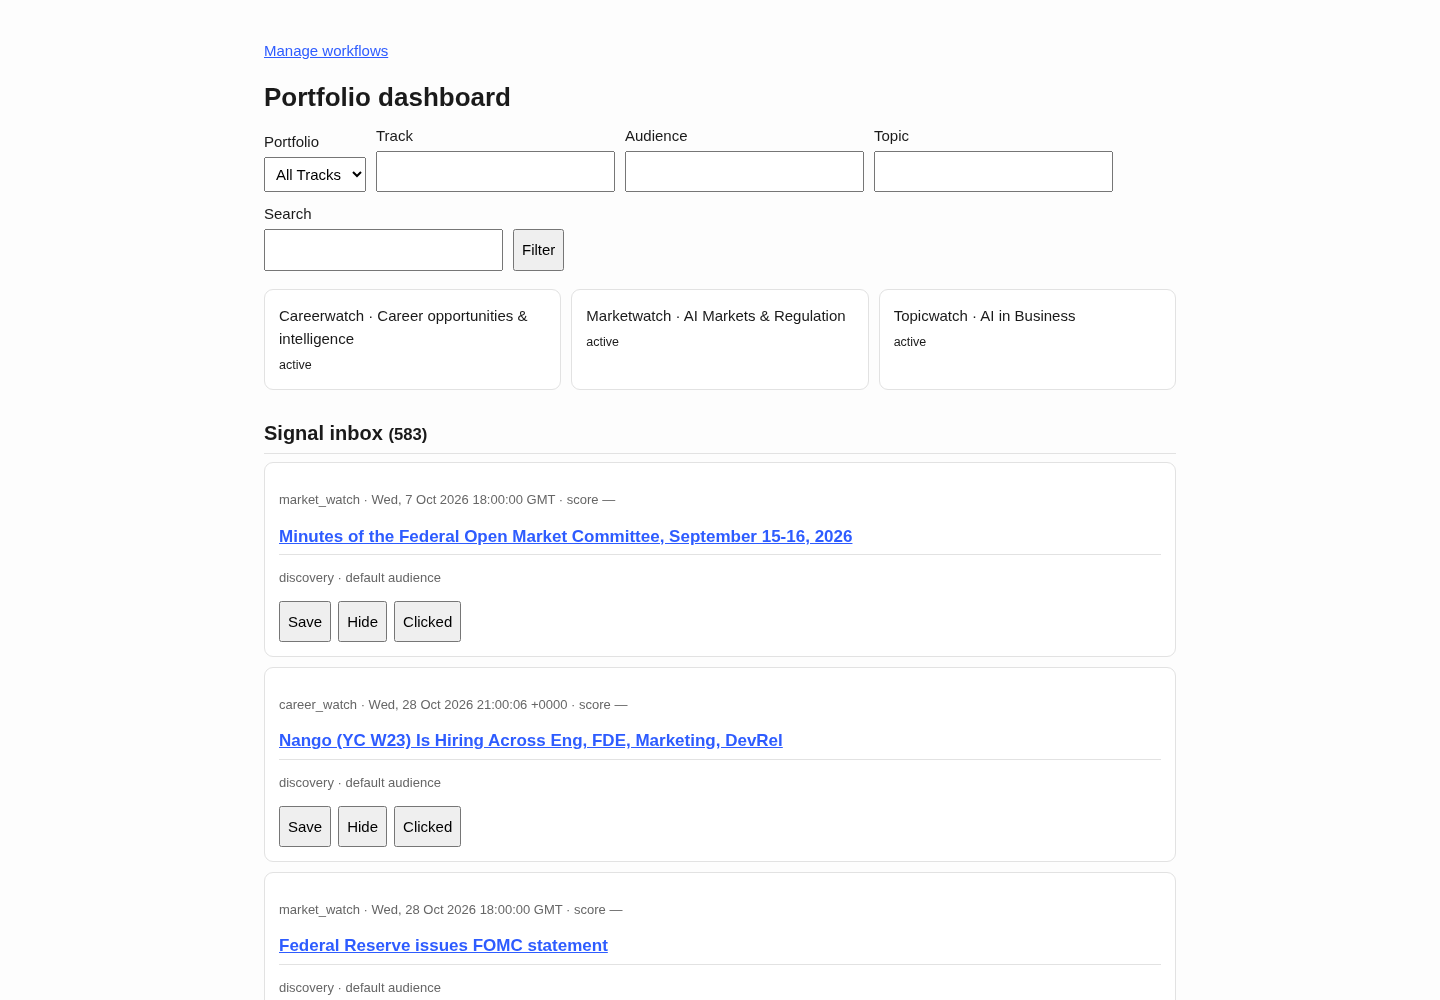 Manage workflows
Portfolio dashboard
Portfolio
Track
Audience
Topic
All Tracks
Search
Filter
Careerwatch · Career opportunities &
intelligence
active
Marketwatch · AI Markets & Regulation
active
Topicwatch · AI in Business
active
Signal inbox (583)
market_watch · Wed, 7 Oct 2026 18:00:00 GMT · score —
Minutes of the Federal Open Market Committee, September 15-16, 2026
discovery · default audience
Save Hide Clicked
career_watch · Wed, 28 Oct 2026 21:00:06 +0000 · score —
Nango (YC W23) Is Hiring Across Eng, FDE, Marketing, DevRel
discovery · default audience
Save Hide Clicked
market_watch · Wed, 28 Oct 2026 18:00:00 GMT · score —
Federal Reserve issues FOMC statement
discovery · default audience